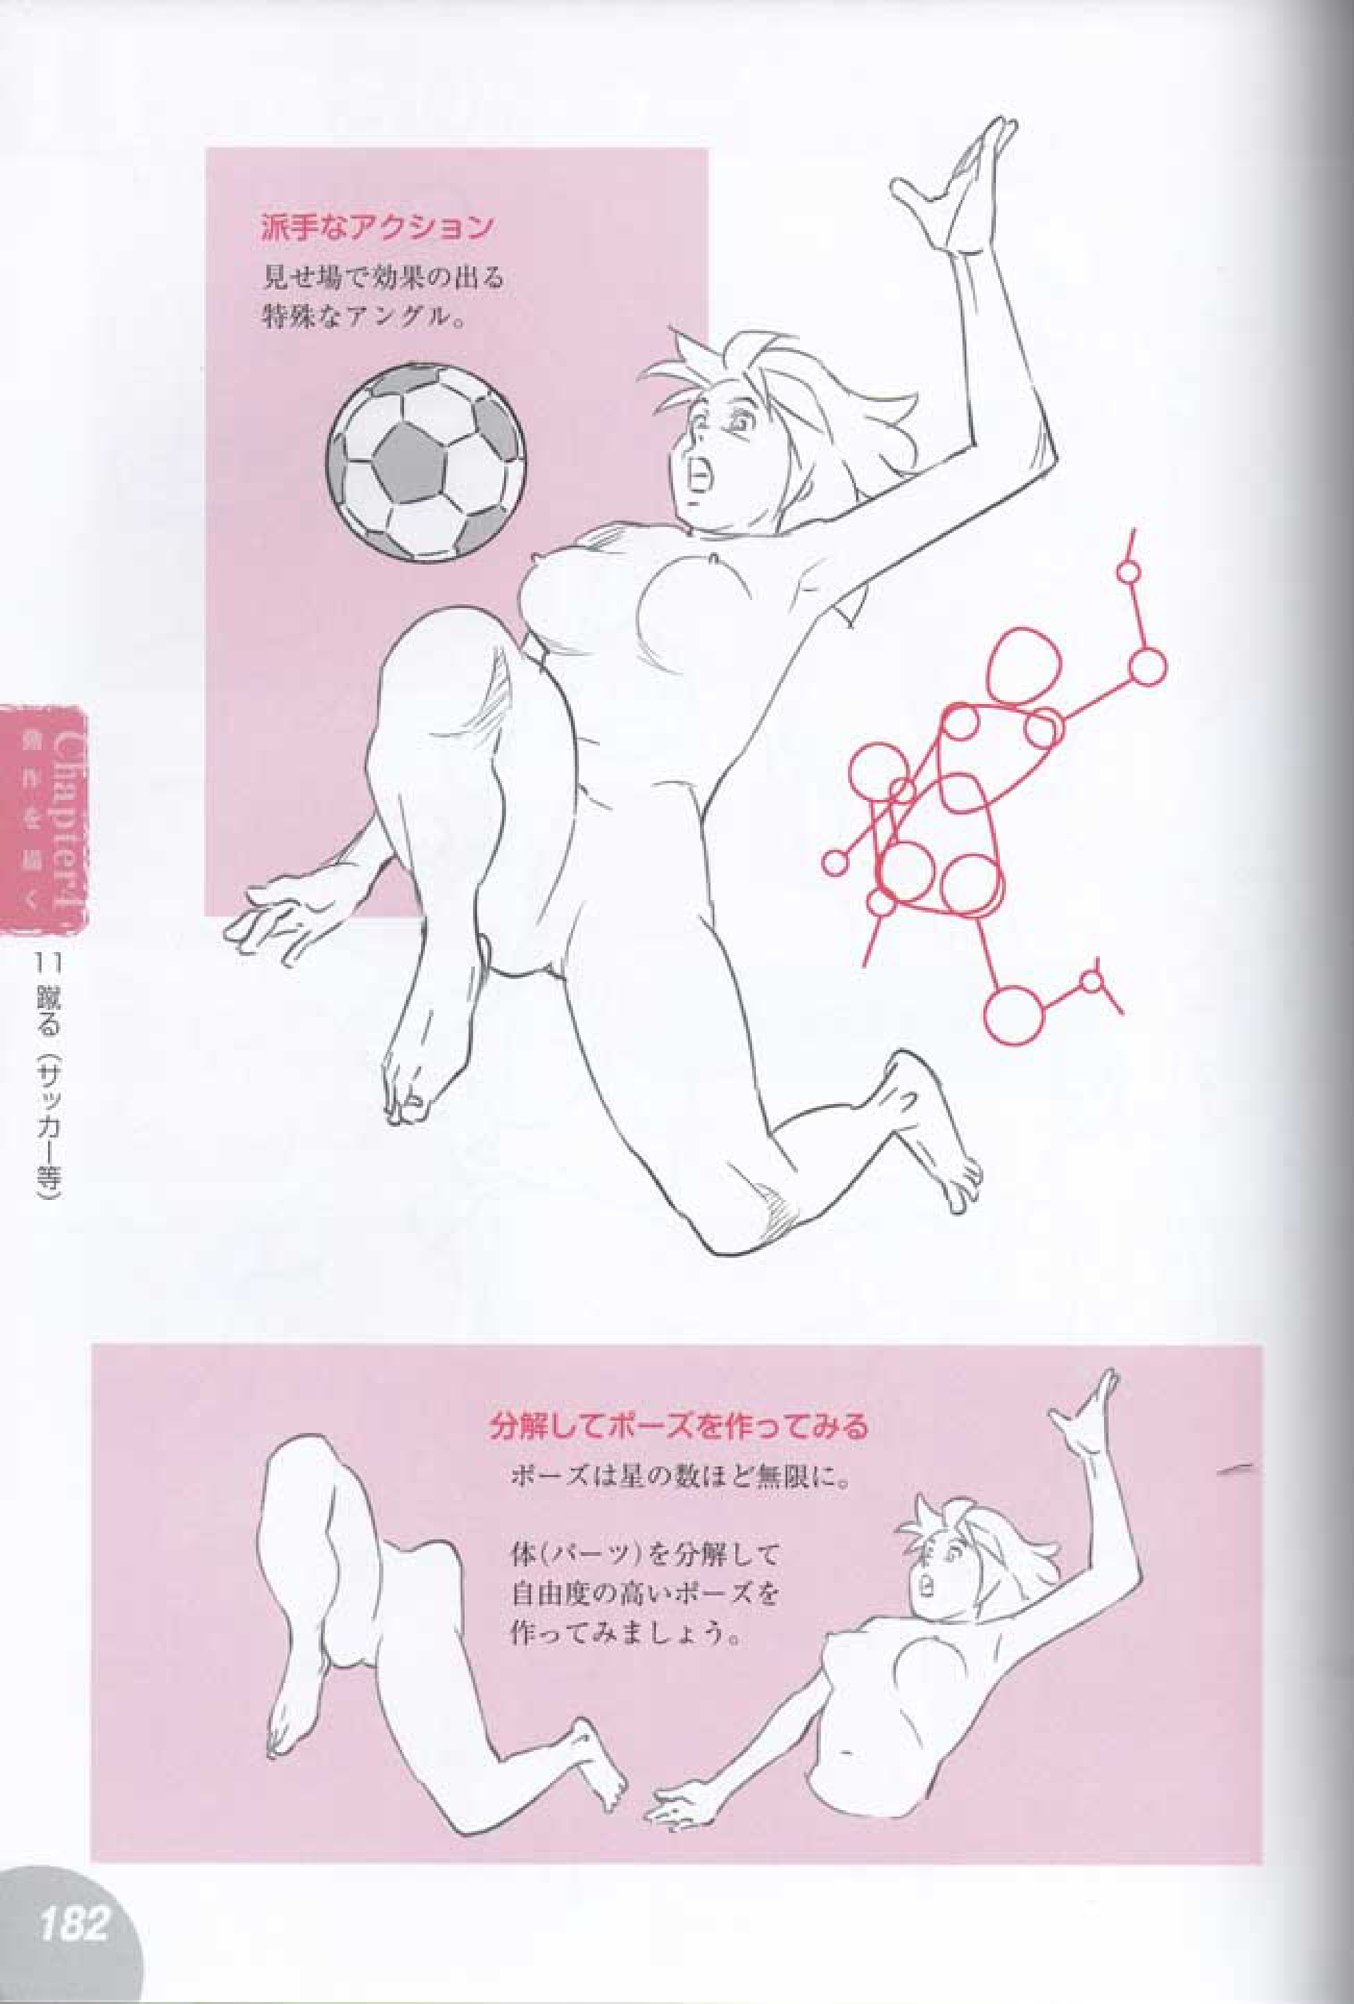 派手なアクション
見せ場で効果の出る
特殊なアングル。
Chapter4
動作を描く
11 蹴る（サッカー等）
分解してポーズを作ってみる
ポーズは星の数ほど無限に。
体(パーツ)を分解して
自由度の高いポーズを
作ってみましょう。
182